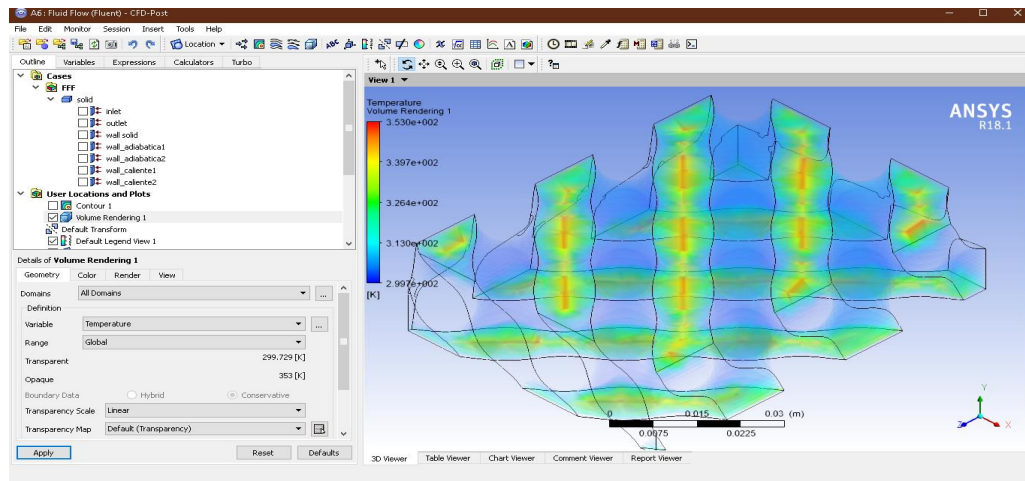 A6 : Fluid Flow (Fluent) - CFD-Post
File Edit Monitor Session Insert Tools Help
Location
Outline Variables Expressions Calculators Turbo
Cases
FFF
solid
inlet
outlet
wall solid
wall_adiabatica1
wall_adiabatica2
wall_caliente1
wall_caliente2
User Locations and Plots
Contour 1
Volume Rendering 1
Default Transform
Default Legend View 1
Details of Volume Rendering 1
Geometry Color Render View
Domains All Domains ...
Definition
Variable Temperature ...
Range Global
Transparent 299.729 [K]
Opaque 353 [K]
Boundary Data Hybrid Conservative
Transparency Scale Linear
Transparency Map Default (Transparency)
Apply Reset Defaults
View 1
Temperature
Volume Rendering 1
3.530e+002
3.397e+002
3.264e+002
3.130e+002
2.997e+002
[K]
ANSYS
R18.1
0 0.015 0.03 (m)
0.0075 0.0225
Y
Z X
3D Viewer Table Viewer Chart Viewer Comment Viewer Report Viewer